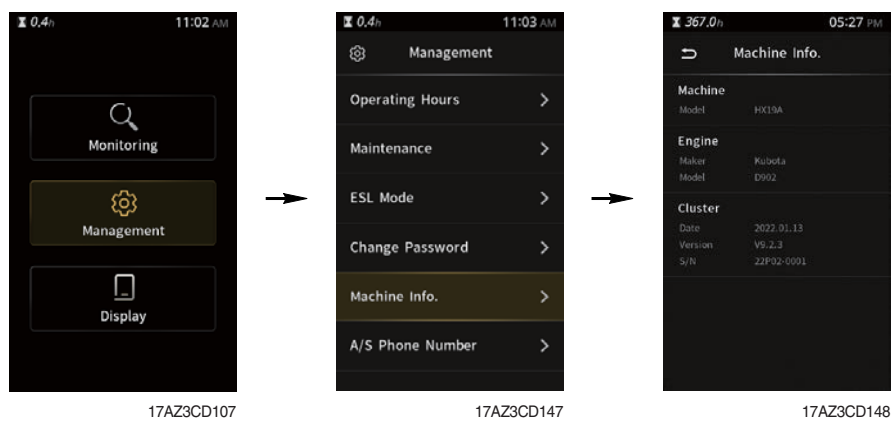 0.4h 11:02 AM
Monitoring
Management
Display
17AZ3CD107
0.4h 11:03 AM
Management
Operating Hours
Maintenance
ESL Mode
Change Password
Machine Info.
A/S Phone Number
17AZ3CD147
367.0h 05:27 PM
Machine Info.
Machine
Model HX19A
Engine
Maker Kubota
Model D902
Cluster
Date 2022.01.13
Version V9.2.3
S/N 22P02-0001
17AZ3CD148